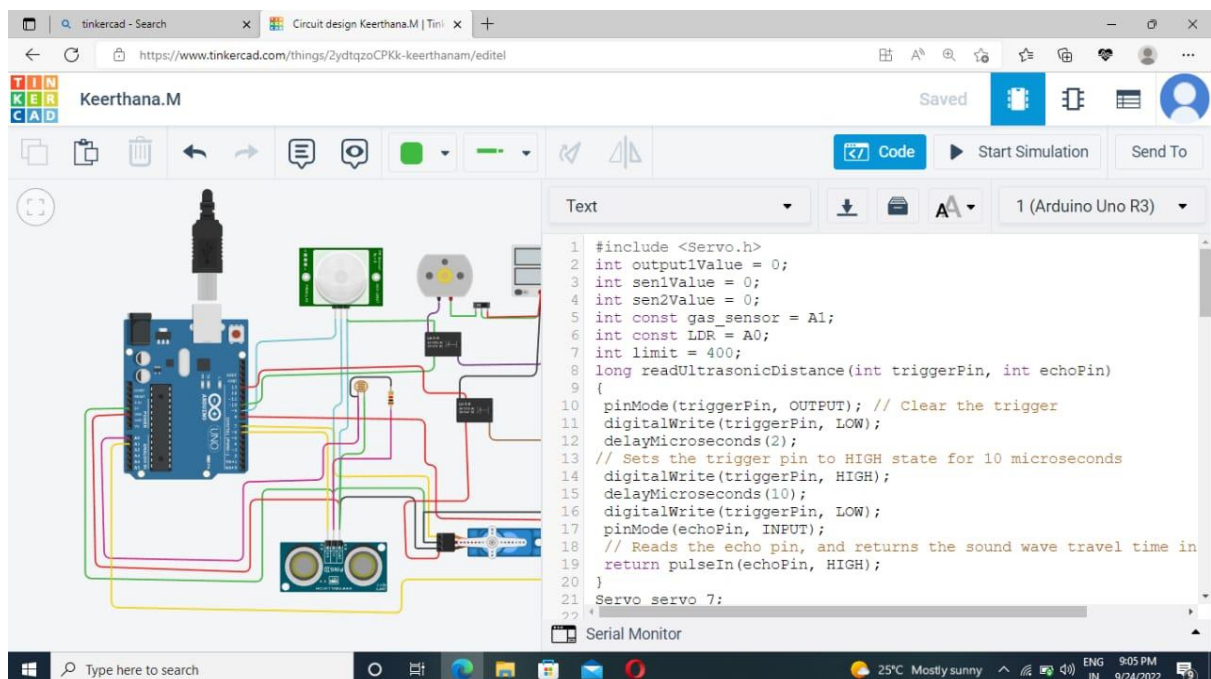 tinkercad - Search
Circuit design Keerthana.M | Tin
https://www.tinkercad.com/things/2ydtqzoCPKk-keerthanam/editel
TIN
KER
CAD
Keerthana.M
Saved
Code
Start Simulation
Send To
Text
1 (Arduino Uno R3)
1 #include <Servo.h>
2 int output1Value = 0;
3 int sen1Value = 0;
4 int sen2Value = 0;
5 int const gas_sensor = A1;
6 int const LDR = A0;
7 int limit = 400;
8 long readUltrasonicDistance(int triggerPin, int echoPin)
9 {
10 pinMode(triggerPin, OUTPUT); // Clear the trigger
11 digitalWrite(triggerPin, LOW);
12 delayMicroseconds(2);
13 // Sets the trigger pin to HIGH state for 10 microseconds
14 digitalWrite(triggerPin, HIGH);
15 delayMicroseconds(10);
16 digitalWrite(triggerPin, LOW);
17 pinMode(echoPin, INPUT);
18 // Reads the echo pin, and returns the sound wave travel time in
19 return pulseIn(echoPin, HIGH);
20 }
21 Servo servo_7;
22
ARDUINO
UNO
Serial Monitor
Type here to search
25°C Mostly sunny
ENG
IN
9:05 PM
9/24/2022